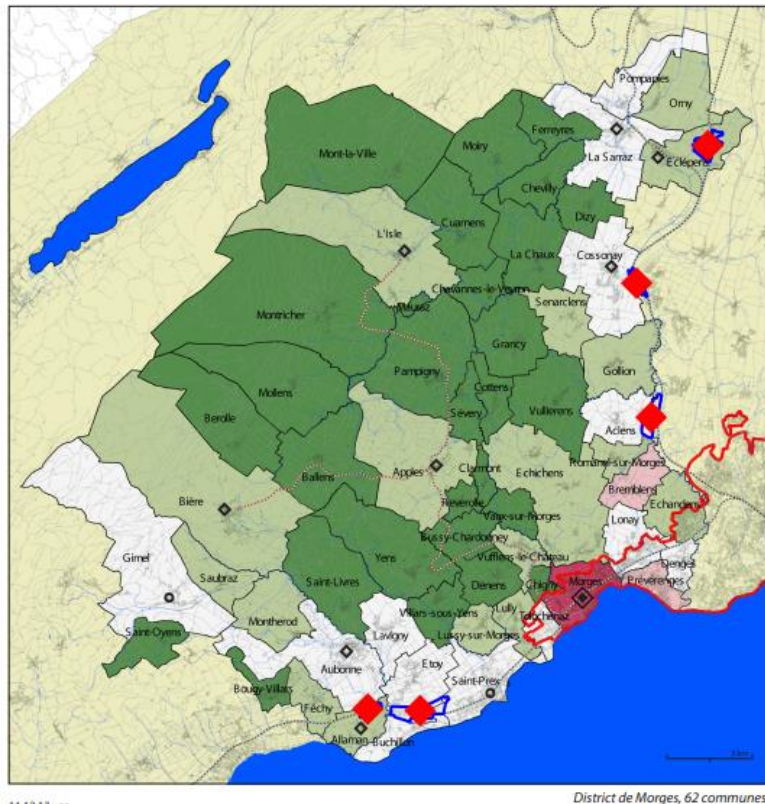 Pompaples
Orny
Ferreyres
Moiry
Mont-la-Ville
La Sarraz
Eclépens
Chevilly
Dizy
Cuarnens
L'Isle
La Chaux
Cossonay
Chavannes-le-Veyron
Mauraz
Senarclens
Montricher
Grancy
Gollion
Pampigny
Mollens
Cottens
Berolle
Sévery
Vullierens
Aclens
Romanel-sur-Morges
Apples
Clarmont
Echichens
Bremblens
Ballens
Bière
Reverolle
Echandens
Vaux-sur-Morges
Lonay
Bussy-Chardonney
Gimel
Yens
Vufflens-le-Château
Denges
Saubraz
Saint-Livres
Chigny
Morges
Préverenges
Dénens
Lully
Tolochenaz
Montherod
Villars-sous-Yens
Saint-Oyens
Lavigny
Lussy-sur-Morges
Aubonne
Etoy
Saint-Prex
Bougy-Villars
Féchy
Allaman
Buchillon
District de Morges, 62 communes